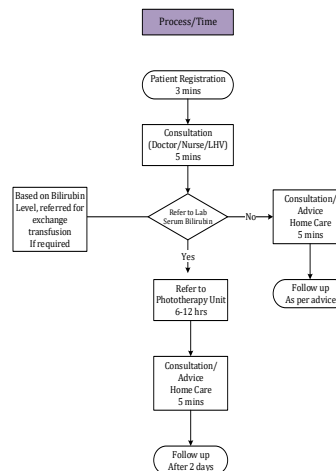 Process/Time
Patient Registration
3 mins
Consultation
(Doctor/Nurse/LHV)
5 mins
Based on Bilirubin
Level, referred for
exchange
transfusion
If required
Refer to Lab
Serum Bilirubin
No
Consultation/
Advice
Home Care
5 mins
Yes
Follow up
As per advice
Refer to
Phototherapy Unit
6-12 hrs
Consultation/
Advice
Home Care
5 mins
Follow up
After 2 days